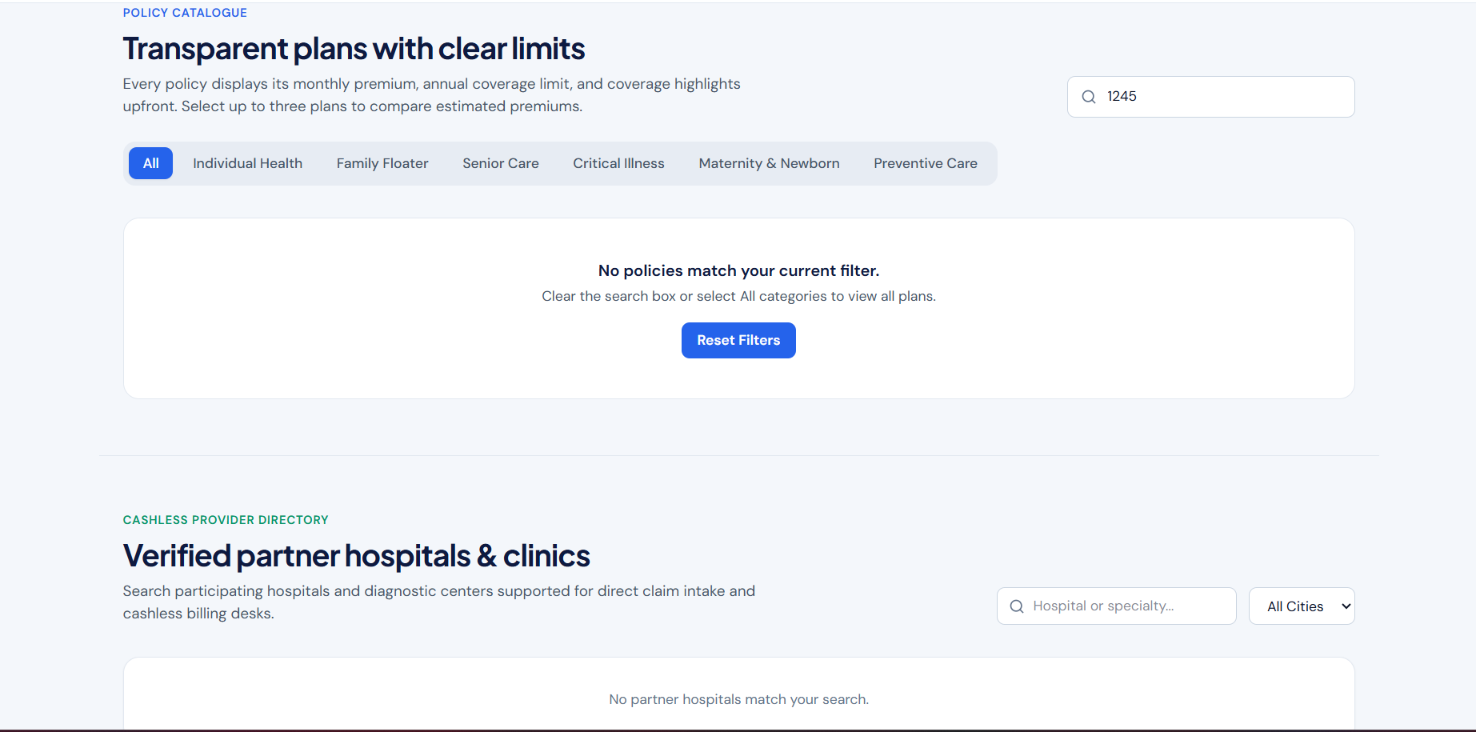 POLICY CATALOGUE
Transparent plans with clear limits
Every policy displays its monthly premium, annual coverage limit, and coverage highlights
upfront. Select up to three plans to compare estimated premiums.
1245
All Individual Health Family Floater Senior Care Critical Illness Maternity & Newborn Preventive Care
No policies match your current filter.
Clear the search box or select All categories to view all plans.
Reset Filters
CASHLESS PROVIDER DIRECTORY
Verified partner hospitals & clinics
Search participating hospitals and diagnostic centers supported for direct claim intake and
cashless billing desks.
Hospital or specialty...
All Cities
No partner hospitals match your search.